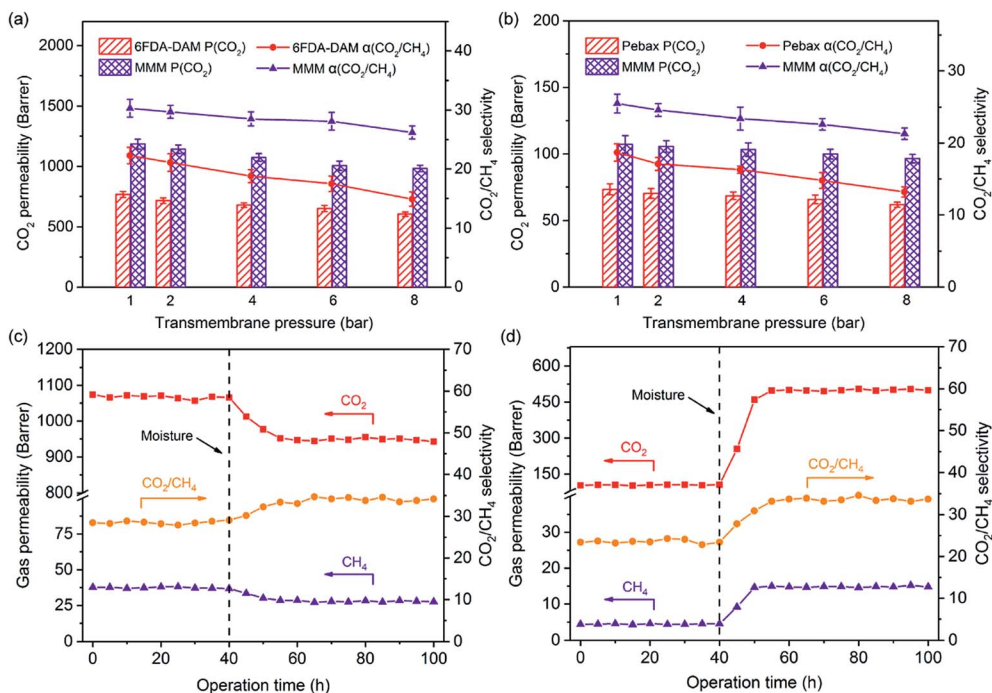 (a)
CO₂ permeability (Barrer)
2000
1500
1000
500
0
6FDA-DAM P(CO₂)
6FDA-DAM α(CO₂/CH₄)
MMM P(CO₂)
MMM α(CO₂/CH₄)
40
30
20
10
0
CO₂/CH₄ selectivity
1 2 4 6 8
Transmembrane pressure (bar)
(b)
CO₂ permeability (Barrer)
200
150
100
50
0
Pebax P(CO₂)
Pebax α(CO₂/CH₄)
MMM P(CO₂)
MMM α(CO₂/CH₄)
30
20
10
0
CO₂/CH₄ selectivity
1 2 4 6 8
Transmembrane pressure (bar)
(c)
Gas permeability (Barrer)
1200
1100
1000
950
800
75
50
25
0
CO₂
Moisture
CO₂/CH₄
CH₄
70
60
50
40
30
20
10
0
CO₂/CH₄ selectivity
0 20 40 60 80 100
Operation time (h)
(d)
Gas permeability (Barrer)
600
450
300
150
30
20
15
10
5
0
Moisture
CO₂
CO₂/CH₄
CH₄
70
60
50
40
30
20
10
0
CO₂/CH₄ selectivity
0 20 40 60 80 100
Operation time (h)